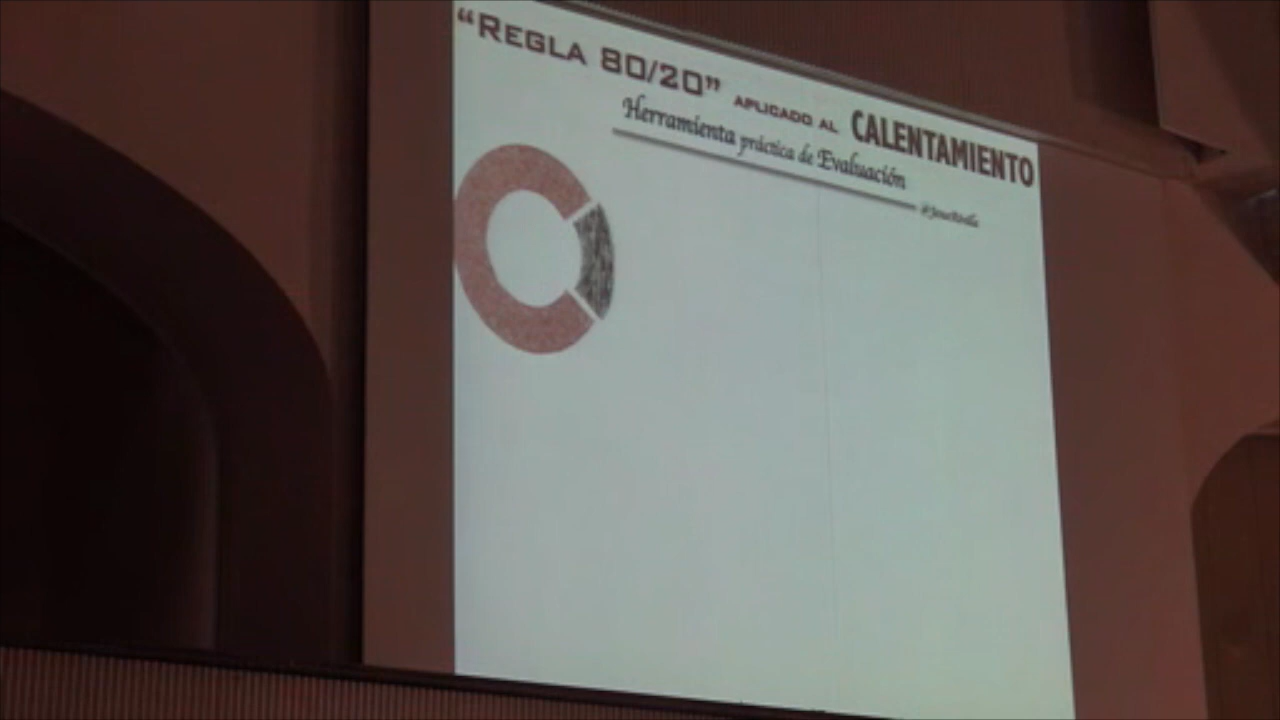 “REGLA 80/20” APLICADO AL CALENTAMIENTO
Herramienta práctica de Evaluación